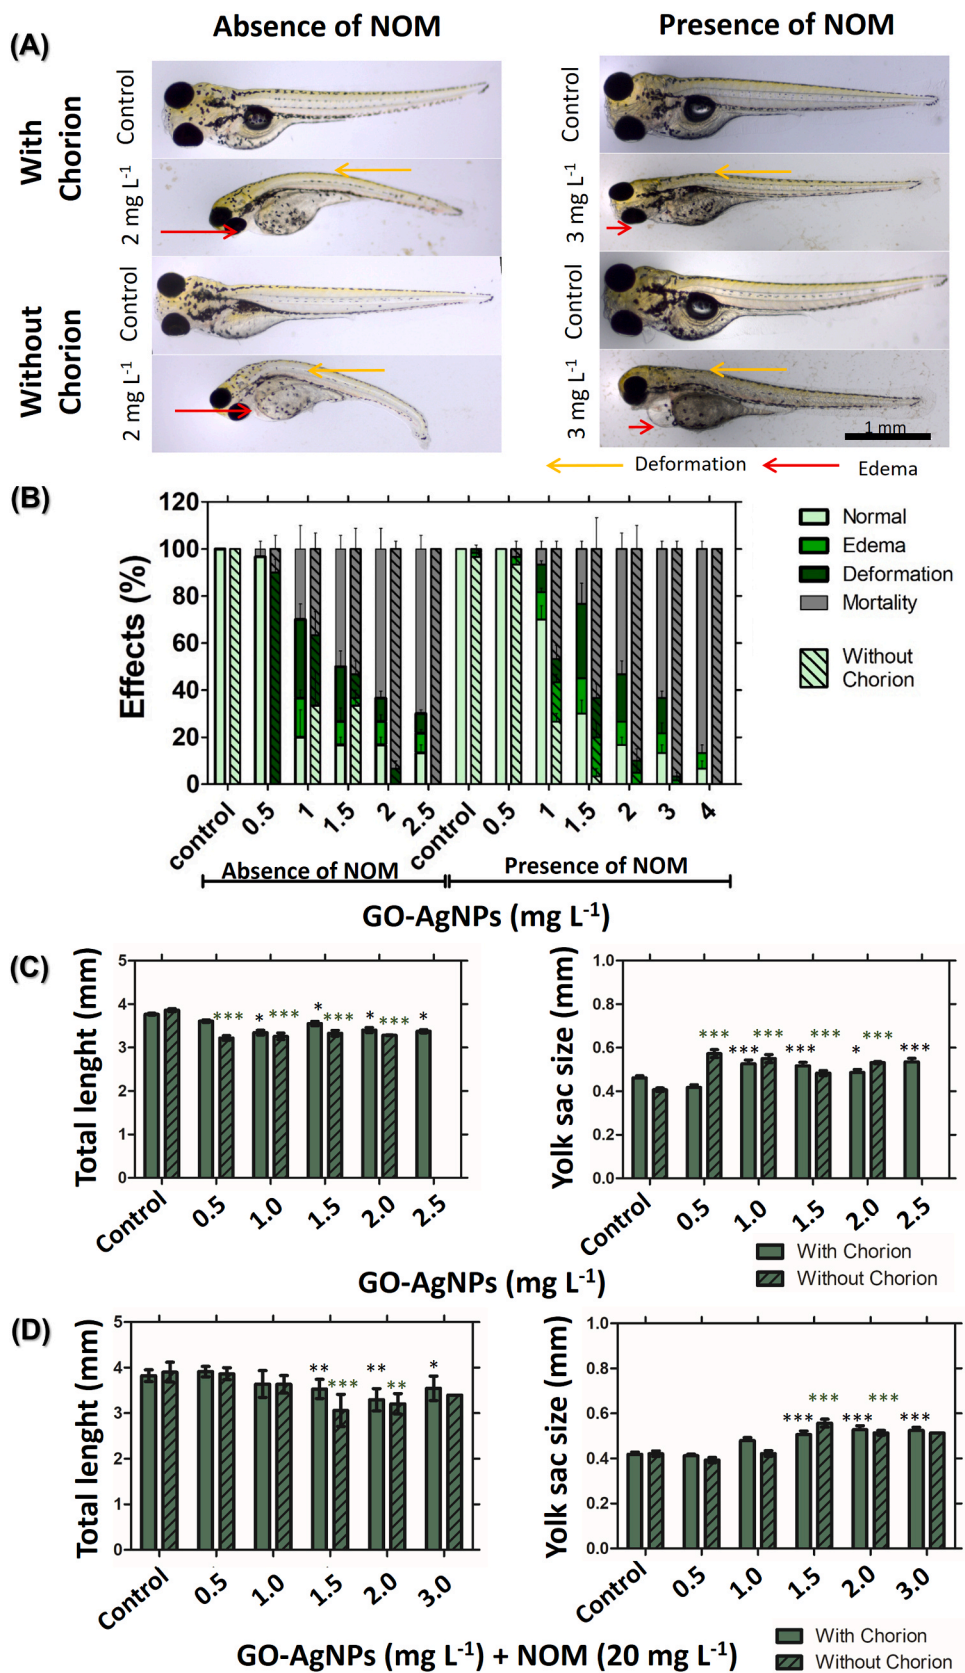 Absence of NOM
Presence of NOM
(A)
With
Chorion
Without
Chorion
Control
2 mg L-1
Control
2 mg L-1
Control
3 mg L-1
Control
3 mg L-1
1 mm
Deformation
Edema
(B)
Effects (%)
120
100
80
60
40
20
0
control
0.5
1
1.5
2
2.5
control
0.5
1
1.5
2
3
4
Absence of NOM
Presence of NOM
GO-AgNPs (mg L-1)
Normal
Edema
Deformation
Mortality
Without
Chorion
(C)
Total lenght (mm)
5
4
3
2
1
0
*** * *** * *** * *** *
Control
0.5
1.0
1.5
2.0
2.5
Yolk sac size (mm)
1.0
0.8
0.6
0.4
0.2
0.0
*** *** *** *** *** * *** ***
Control
0.5
1.0
1.5
2.0
2.5
GO-AgNPs (mg L-1)
With Chorion
Without Chorion
(D)
Total lenght (mm)
5
4
3
2
1
0
** *** ** ** *
Control
0.5
1.0
1.5
2.0
3.0
Yolk sac size (mm)
1.0
0.8
0.6
0.4
0.2
0.0
*** *** *** *** ***
Control
0.5
1.0
1.5
2.0
3.0
GO-AgNPs (mg L-1) + NOM (20 mg L-1)
With Chorion
Without Chorion